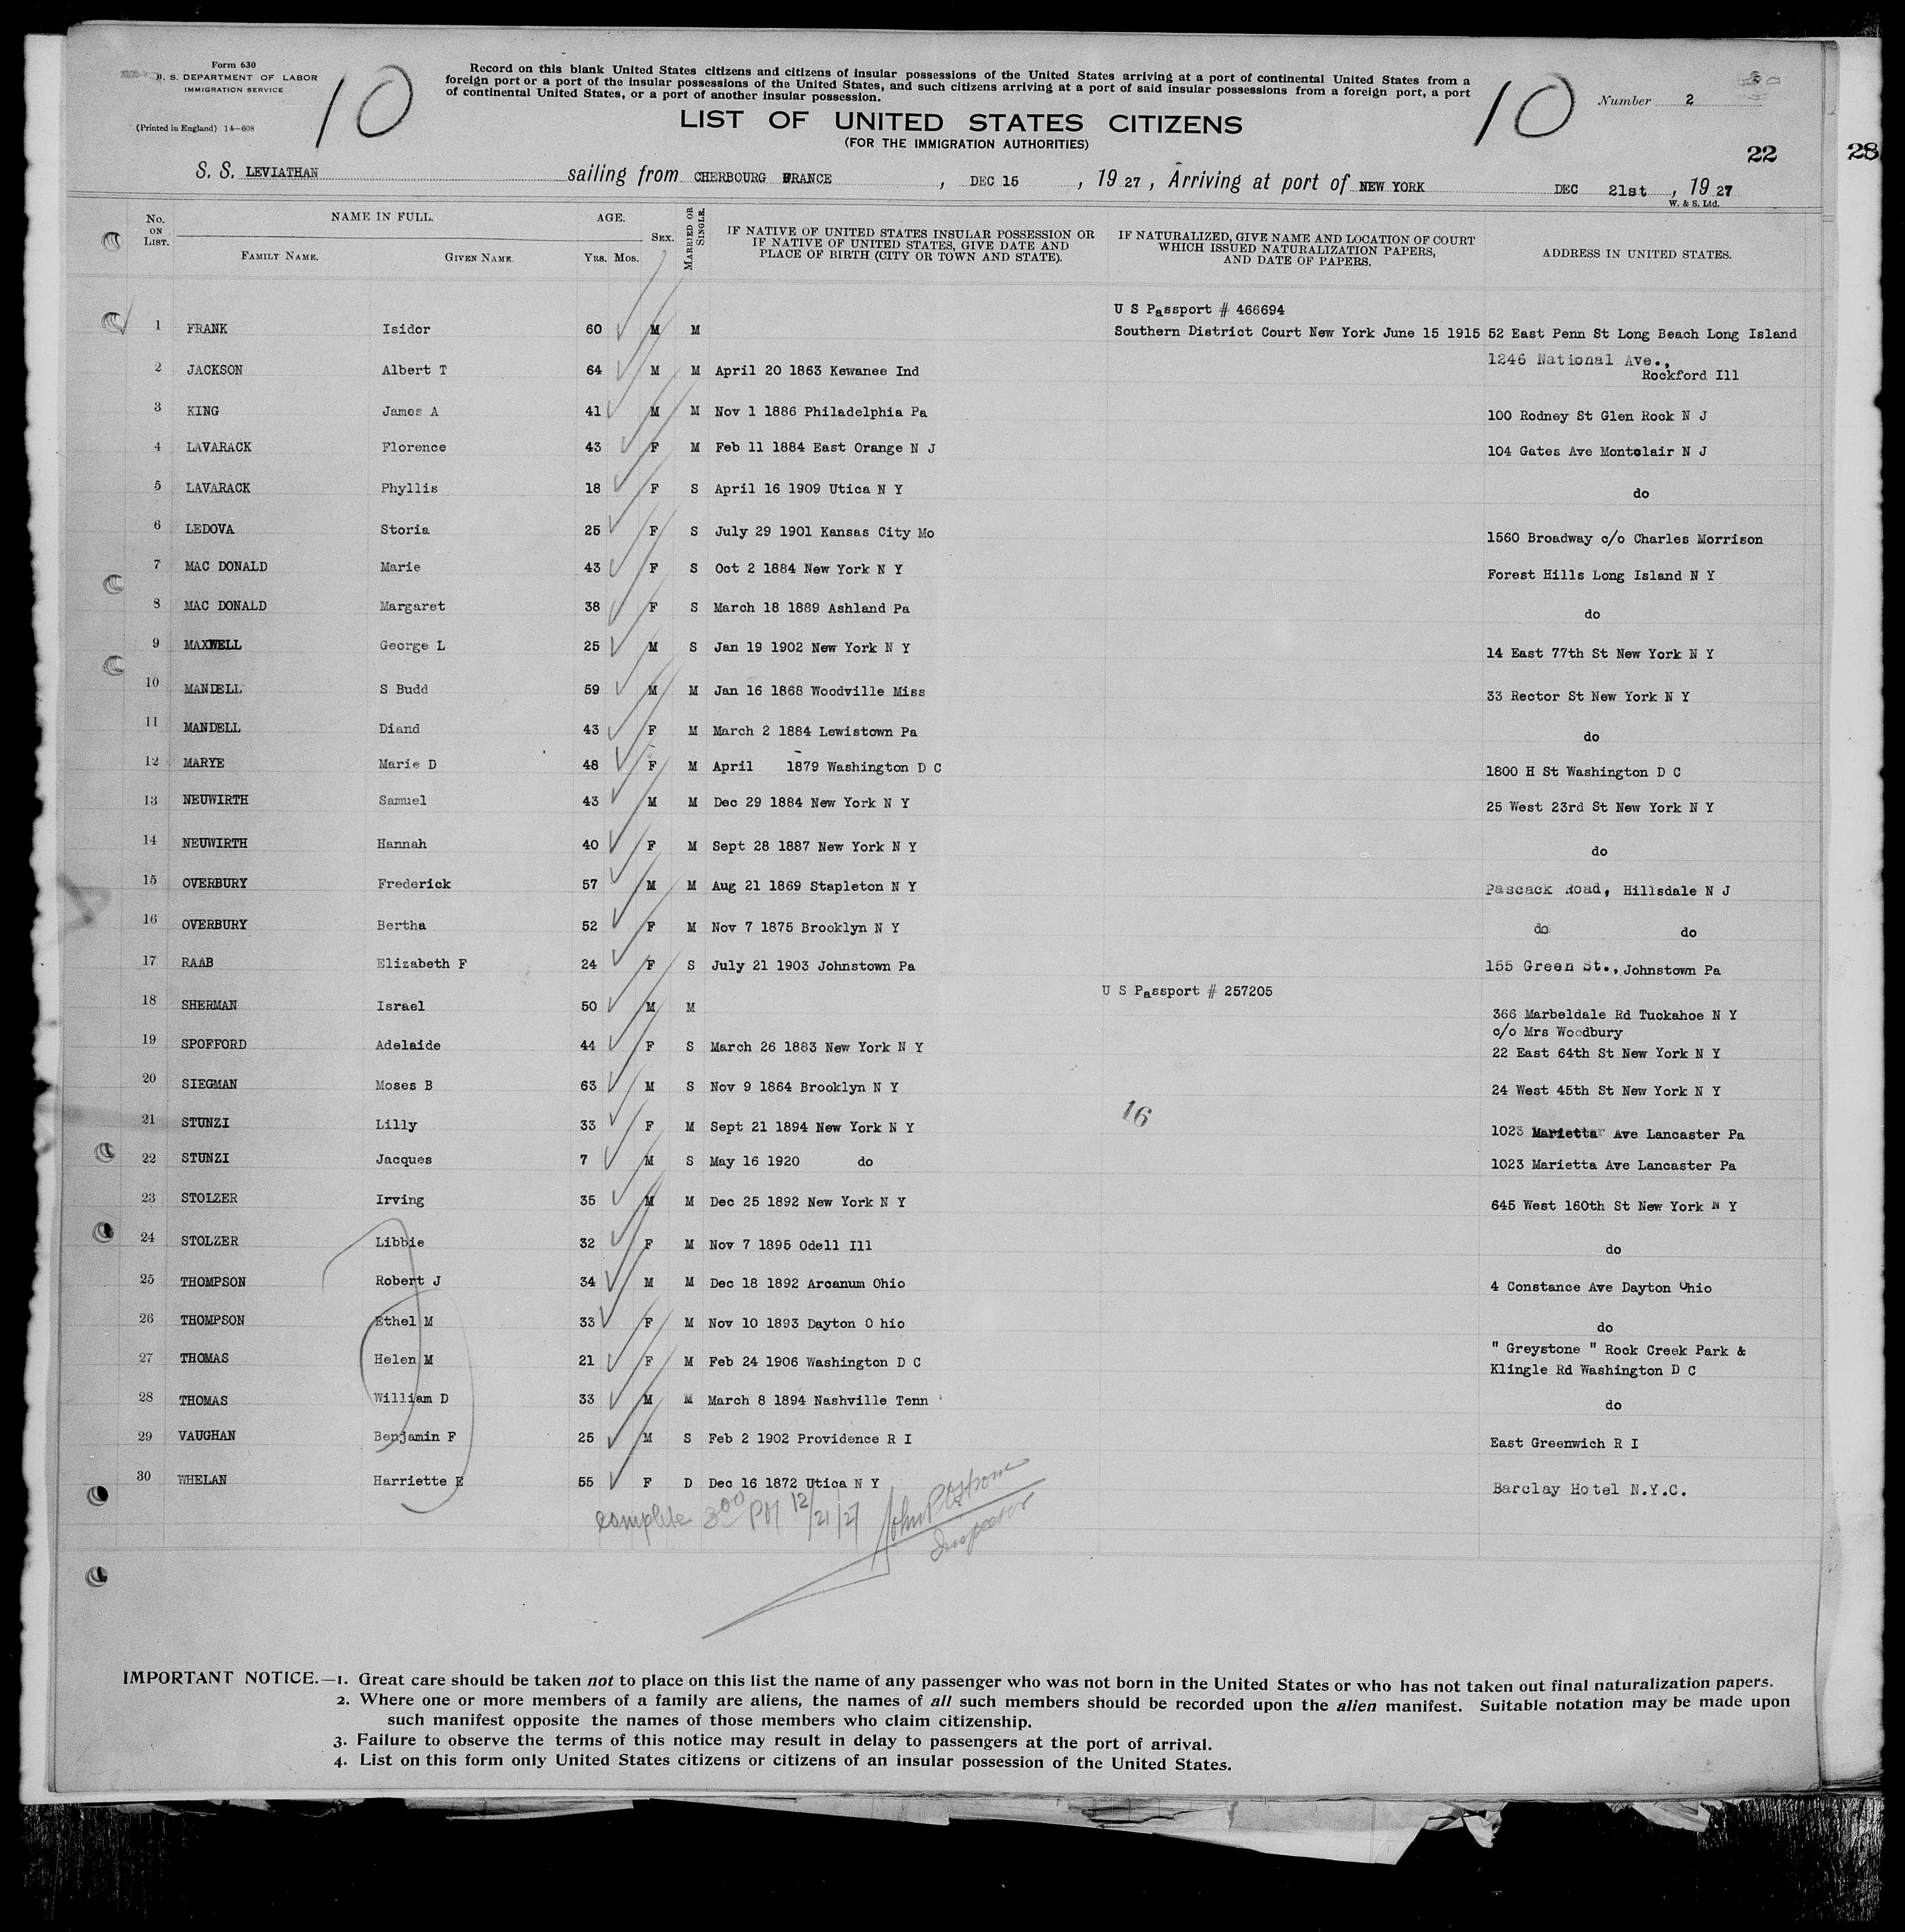 Form 630
U. S. DEPARTMENT OF LABOR
IMMIGRATION SERVICE
(Printed in England) 14—608
10
Record on this blank United States citizens and citizens of insular possessions of the United States arriving at a port of continental United States from a
foreign port or a port of the insular possessions of the United States, and such citizens arriving at a port of said insular possessions from a foreign port, a port
of continental United States, or a port of another insular possession.
10
Number 2
LIST OF UNITED STATES CITIZENS
(FOR THE IMMIGRATION AUTHORITIES)
22
28
S. S. LEVIATHAN sailing from CHERBOURG FRANCE , DEC 15 , 19 27 , Arriving at port of NEW YORK DEC 21st , 19 27
W. & S. Ltd.
No. ON LIST. NAME IN FULL. FAMILY NAME. GIVEN NAME. AGE. YRS. MOS. SEX. MARRIED OR SINGLE. IF NATIVE OF UNITED STATES INSULAR POSSESSION OR IF NATIVE OF UNITED STATES, GIVE DATE AND PLACE OF BIRTH (CITY OR TOWN AND STATE). IF NATURALIZED, GIVE NAME AND LOCATION OF COURT WHICH ISSUED NATURALIZATION PAPERS, AND DATE OF PAPERS. ADDRESS IN UNITED STATES.
U S Passport # 466694
1 FRANK Isidor 60 M M Southern District Court New York June 15 1915 52 East Penn St Long Beach Long Island
1246 National Ave.,
2 JACKSON Albert T 64 M M April 20 1863 Kewanee Ind Rockford Ill
3 KING James A 41 M M Nov 1 1886 Philadelphia Pa 100 Rodney St Glen Rock N J
4 LAVARACK Florence 43 F M Feb 11 1884 East Orange N J 104 Gates Ave Montclair N J
5 LAVARACK Phyllis 18 F S April 16 1909 Utica N Y do
6 LEDOVA Storia 25 F S July 29 1901 Kansas City Mo 1560 Broadway c/o Charles Morrison
7 MAC DONALD Marie 43 F S Oct 2 1884 New York N Y Forest Hills Long Island N Y
8 MAC DONALD Margaret 38 F S March 18 1889 Ashland Pa do
9 MAXWELL George L 25 M S Jan 19 1902 New York N Y 14 East 77th St New York N Y
10 MANDELL S Budd 59 M M Jan 16 1868 Woodville Miss 33 Rector St New York N Y
11 MANDELL Diand 43 F M March 2 1884 Lewistown Pa do
12 MARYE Marie D 48 F M April 1879 Washington D C 1800 H St Washington D C
13 NEUWIRTH Samuel 43 M M Dec 29 1884 New York N Y 25 West 23rd St New York N Y
14 NEUWIRTH Hannah 40 F M Sept 28 1887 New York N Y do
15 OVERBURY Frederick 57 M M Aug 21 1869 Stapleton N Y Pascack Road, Hillsdale N J
16 OVERBURY Bertha 52 F M Nov 7 1875 Brooklyn N Y do do
17 RAAB Elizabeth F 24 F S July 21 1903 Johnstown Pa 155 Green St., Johnstown Pa
U S Passport # 257205
18 SHERMAN Israel 50 M M 366 Marbeldale Rd Tuckahoe N Y
c/o Mrs Woodbury
19 SPOFFORD Adelaide 44 F S March 26 1883 New York N Y 22 East 64th St New York N Y
20 SIEGMAN Moses B 63 M S Nov 9 1864 Brooklyn N Y 24 West 45th St New York N Y
16
21 STUNZI Lilly 33 F M Sept 21 1894 New York N Y 1023 Marietta Ave Lancaster Pa
22 STUNZI Jacques 7 M S May 16 1920 do 1023 Marietta Ave Lancaster Pa
23 STOLZER Irving 35 M M Dec 25 1892 New York N Y 645 West 160th St New York N Y
24 STOLZER Libbie 32 F M Nov 7 1895 Odell Ill do
25 THOMPSON Robert J 34 M M Dec 18 1892 Arcanum Ohio 4 Constance Ave Dayton Ohio
26 THOMPSON Ethel M 33 F M Nov 10 1893 Dayton O hio do
" Greystone " Rock Creek Park &
27 THOMAS Helen M 21 F M Feb 24 1906 Washington D C Klingle Rd Washington D C
28 THOMAS William D 33 M M March 8 1894 Nashville Tenn do
29 VAUGHAN Benjamin F 25 M S Feb 2 1902 Providence R I East Greenwich R I
30 WHELAN Harriette E 55 F D Dec 16 1872 Utica N Y Barclay Hotel N.Y.C.
complete 3 00 PM 12/21/27 John P
Inspector
IMPORTANT NOTICE.—1. Great care should be taken not to place on this list the name of any passenger who was not born in the United States or who has not taken out final naturalization papers.
2. Where one or more members of a family are aliens, the names of all such members should be recorded upon the alien manifest. Suitable notation may be made upon
such manifest opposite the names of those members who claim citizenship.
3. Failure to observe the terms of this notice may result in delay to passengers at the port of arrival.
4. List on this form only United States citizens or citizens of an insular possession of the United States.